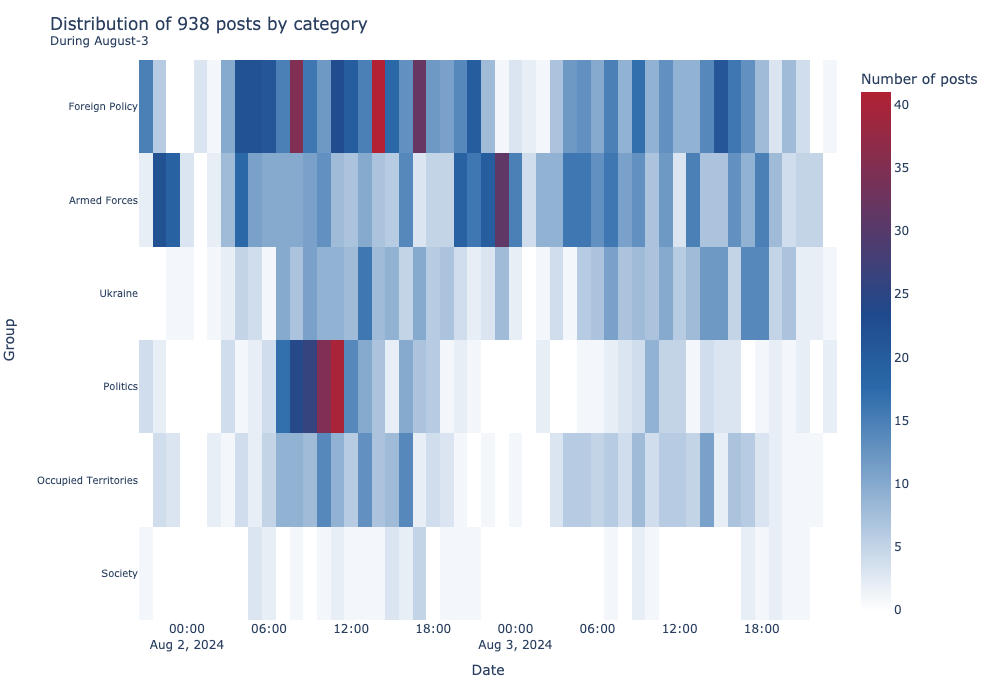 Distribution of 938 posts by category
During August-3
Number of posts
40
35
30
25
20
15
10
5
0
Group
Foreign Policy
Armed Forces
Ukraine
Politics
Occupied Territories
Society
00:00 06:00 12:00 18:00 00:00 06:00 12:00 18:00
Aug 2, 2024 Aug 3, 2024
Date